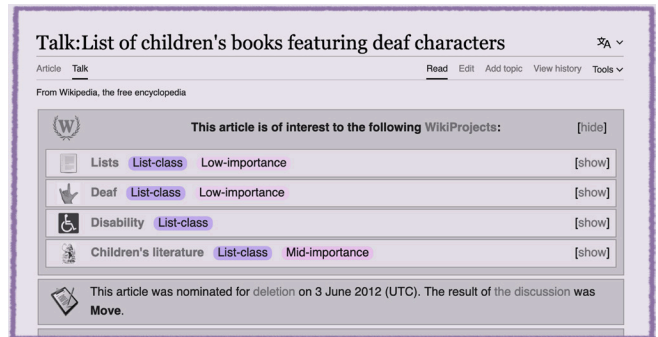 Talk:List of children's books featuring deaf characters
Article Talk Read Edit Add topic View history Tools
From Wikipedia, the free encyclopedia
This article is of interest to the following WikiProjects: [hide]
Lists List-class Low-importance [show]
Deaf List-class Low-importance [show]
Disability List-class [show]
Children's literature List-class Mid-importance [show]
This article was nominated for deletion on 3 June 2012 (UTC). The result of the discussion was
Move.